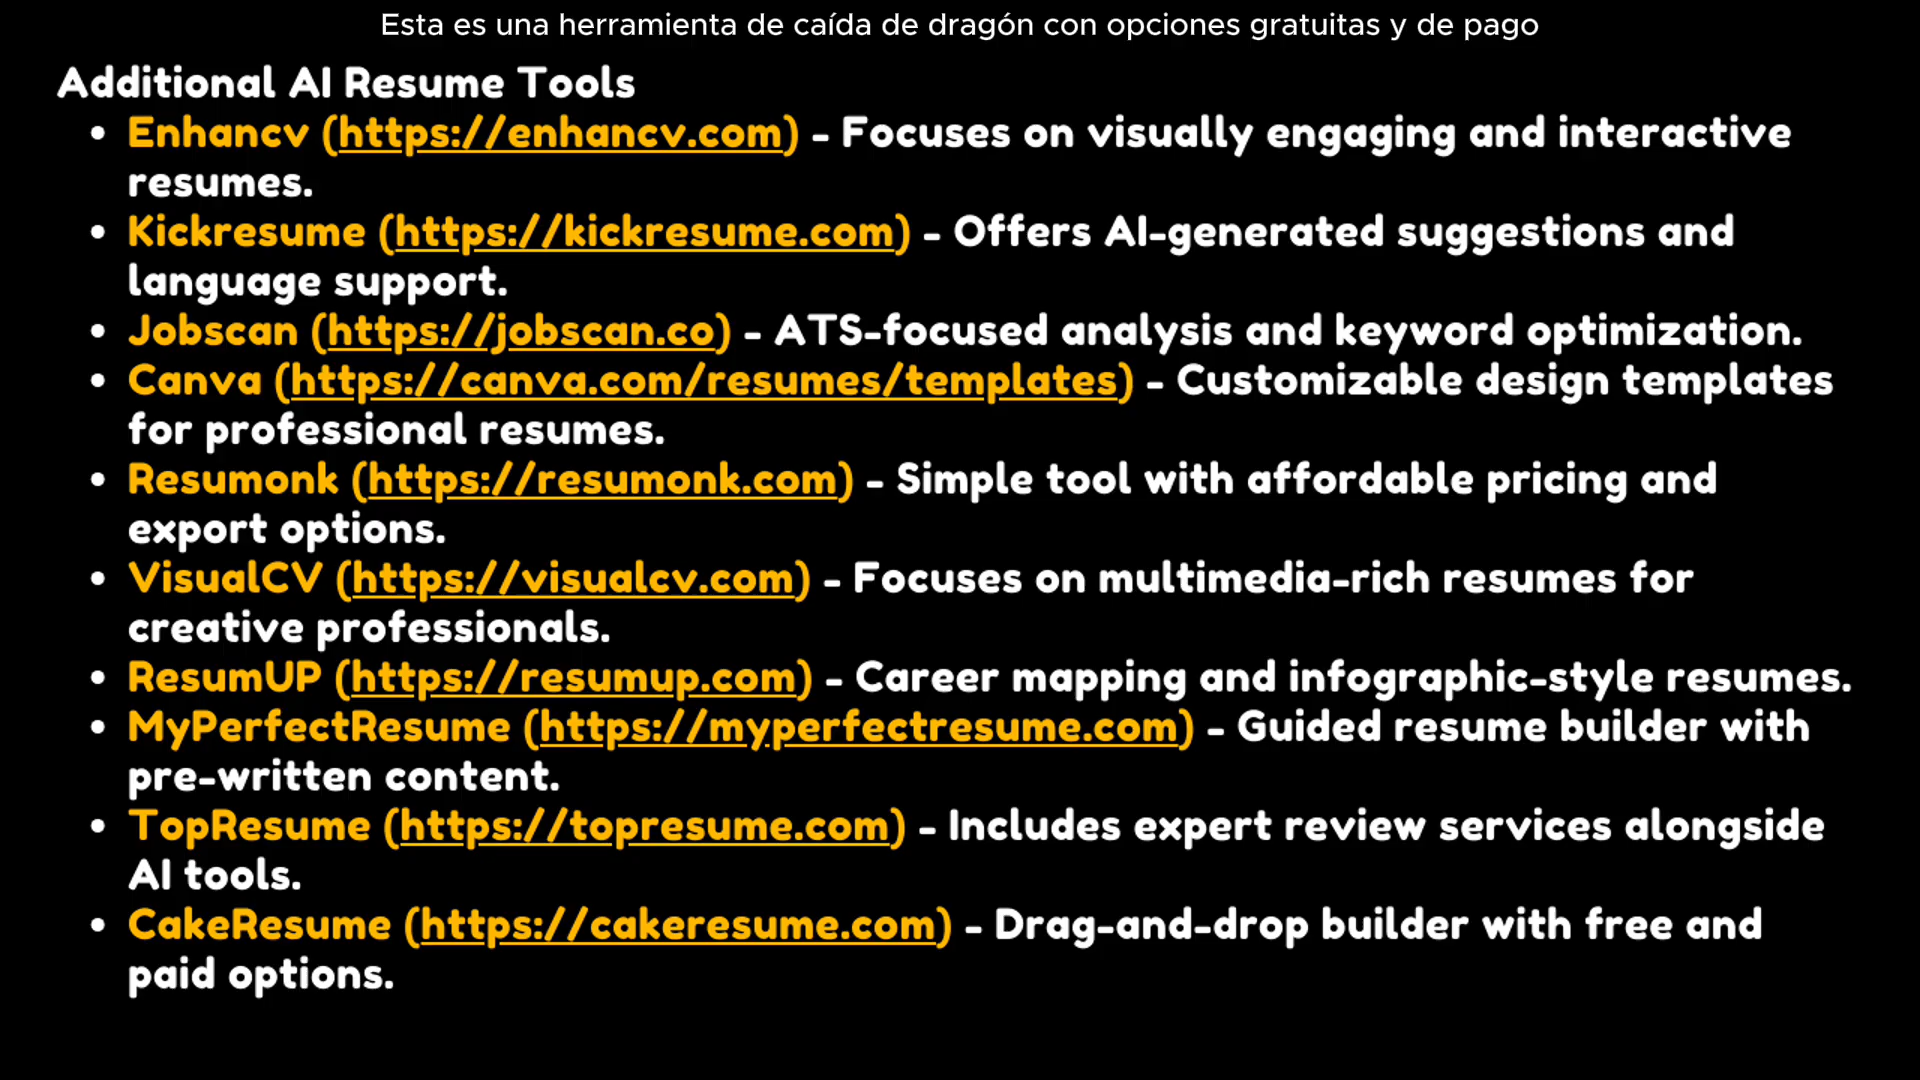 Esta es una herramienta de caída de dragón con opciones gratuitas y de pago
Additional AI Resume Tools
• Enhancv (https://enhancv.com) - Focuses on visually engaging and interactive
resumes.
• Kickresume (https://kickresume.com) - Offers AI-generated suggestions and
language support.
• Jobscan (https://jobscan.co) - ATS-focused analysis and keyword optimization.
• Canva (https://canva.com/resumes/templates) - Customizable design templates
for professional resumes.
• Resumonk (https://resumonk.com) - Simple tool with affordable pricing and
export options.
• VisualCV (https://visualcv.com) - Focuses on multimedia-rich resumes for
creative professionals.
• ResumUP (https://resumup.com) - Career mapping and infographic-style resumes.
• MyPerfectResume (https://myperfectresume.com) - Guided resume builder with
pre-written content.
• TopResume (https://topresume.com) - Includes expert review services alongside
AI tools.
• CakeResume (https://cakeresume.com) - Drag-and-drop builder with free and
paid options.